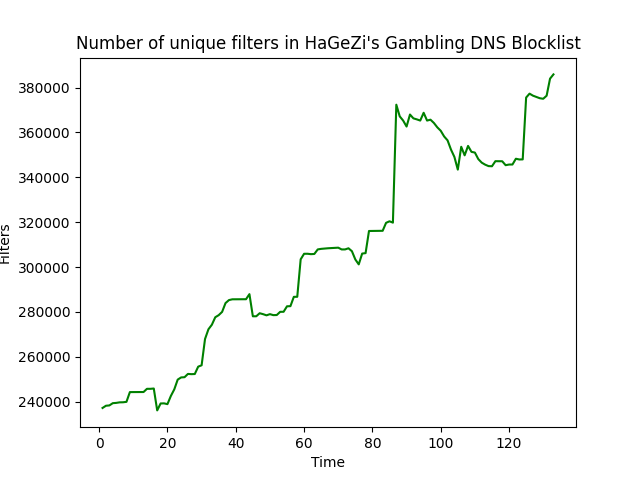 Number of unique filters in HaGeZi's Gambling DNS Blocklist
380000
360000
340000
320000
300000
280000
260000
240000
Filters
0 20 40 60 80 100 120
Time